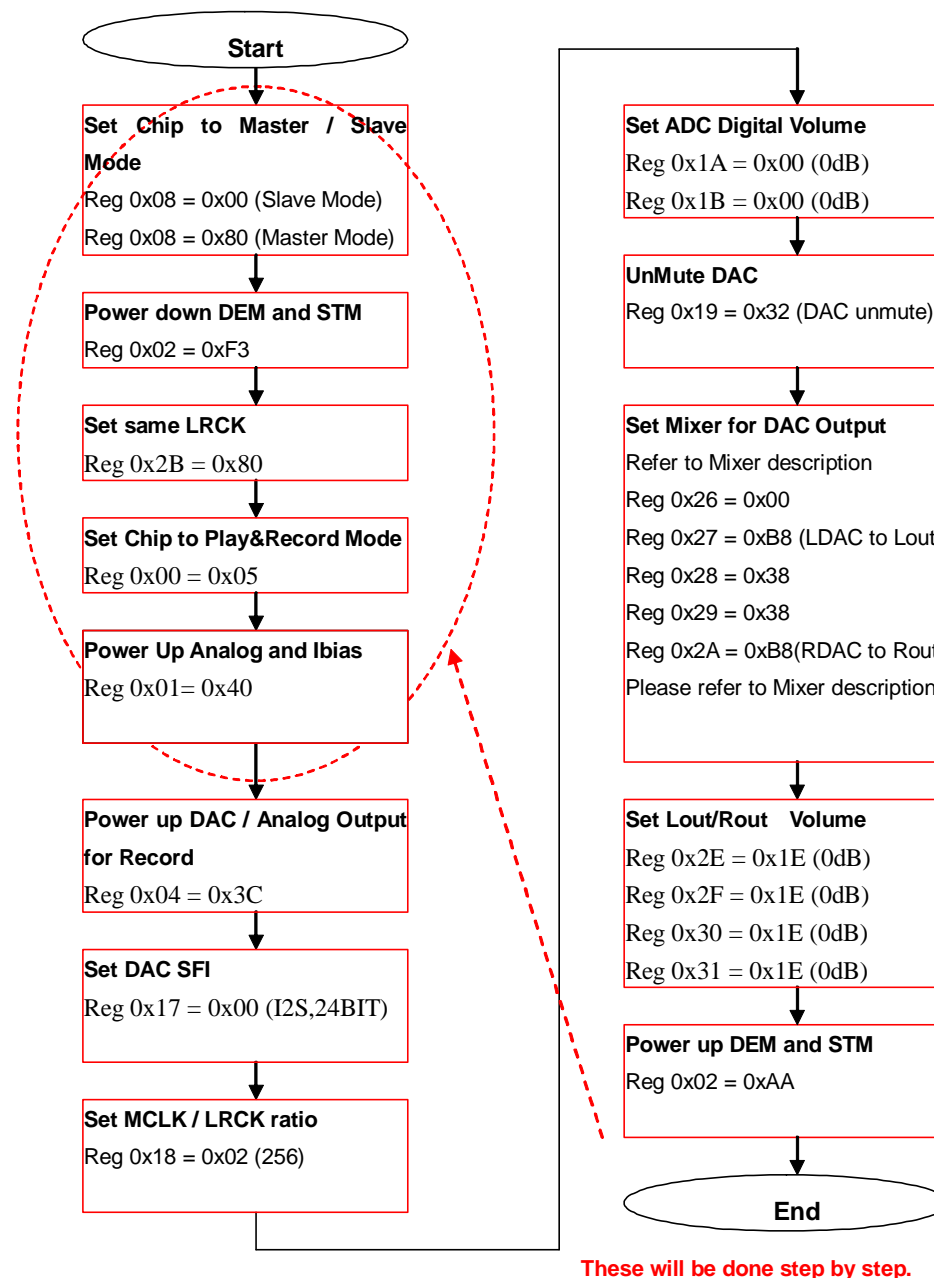 Start
Set Chip to Master / Slave
Mode
Reg 0x08 = 0x00 (Slave Mode)
Reg 0x08 = 0x80 (Master Mode)
Power down DEM and STM
Reg 0x02 = 0xF3
Set same LRCK
Reg 0x2B = 0x80
Set Chip to Play&Record Mode
Reg 0x00 = 0x05
Power Up Analog and Ibias
Reg 0x01= 0x40
Power up DAC / Analog Output
for Record
Reg 0x04 = 0x3C
Set DAC SFI
Reg 0x17 = 0x00 (I2S,24BIT)
Set MCLK / LRCK ratio
Reg 0x18 = 0x02 (256)
Set ADC Digital Volume
Reg 0x1A = 0x00 (0dB)
Reg 0x1B = 0x00 (0dB)
UnMute DAC
Reg 0x19 = 0x32 (DAC unmute)
Set Mixer for DAC Output
Refer to Mixer description
Reg 0x26 = 0x00
Reg 0x27 = 0xB8 (LDAC to Lout
Reg 0x28 = 0x38
Reg 0x29 = 0x38
Reg 0x2A = 0xB8(RDAC to Rout
Please refer to Mixer description
Set Lout/Rout Volume
Reg 0x2E = 0x1E (0dB)
Reg 0x2F = 0x1E (0dB)
Reg 0x30 = 0x1E (0dB)
Reg 0x31 = 0x1E (0dB)
Power up DEM and STM
Reg 0x02 = 0xAA
End
These will be done step by step.